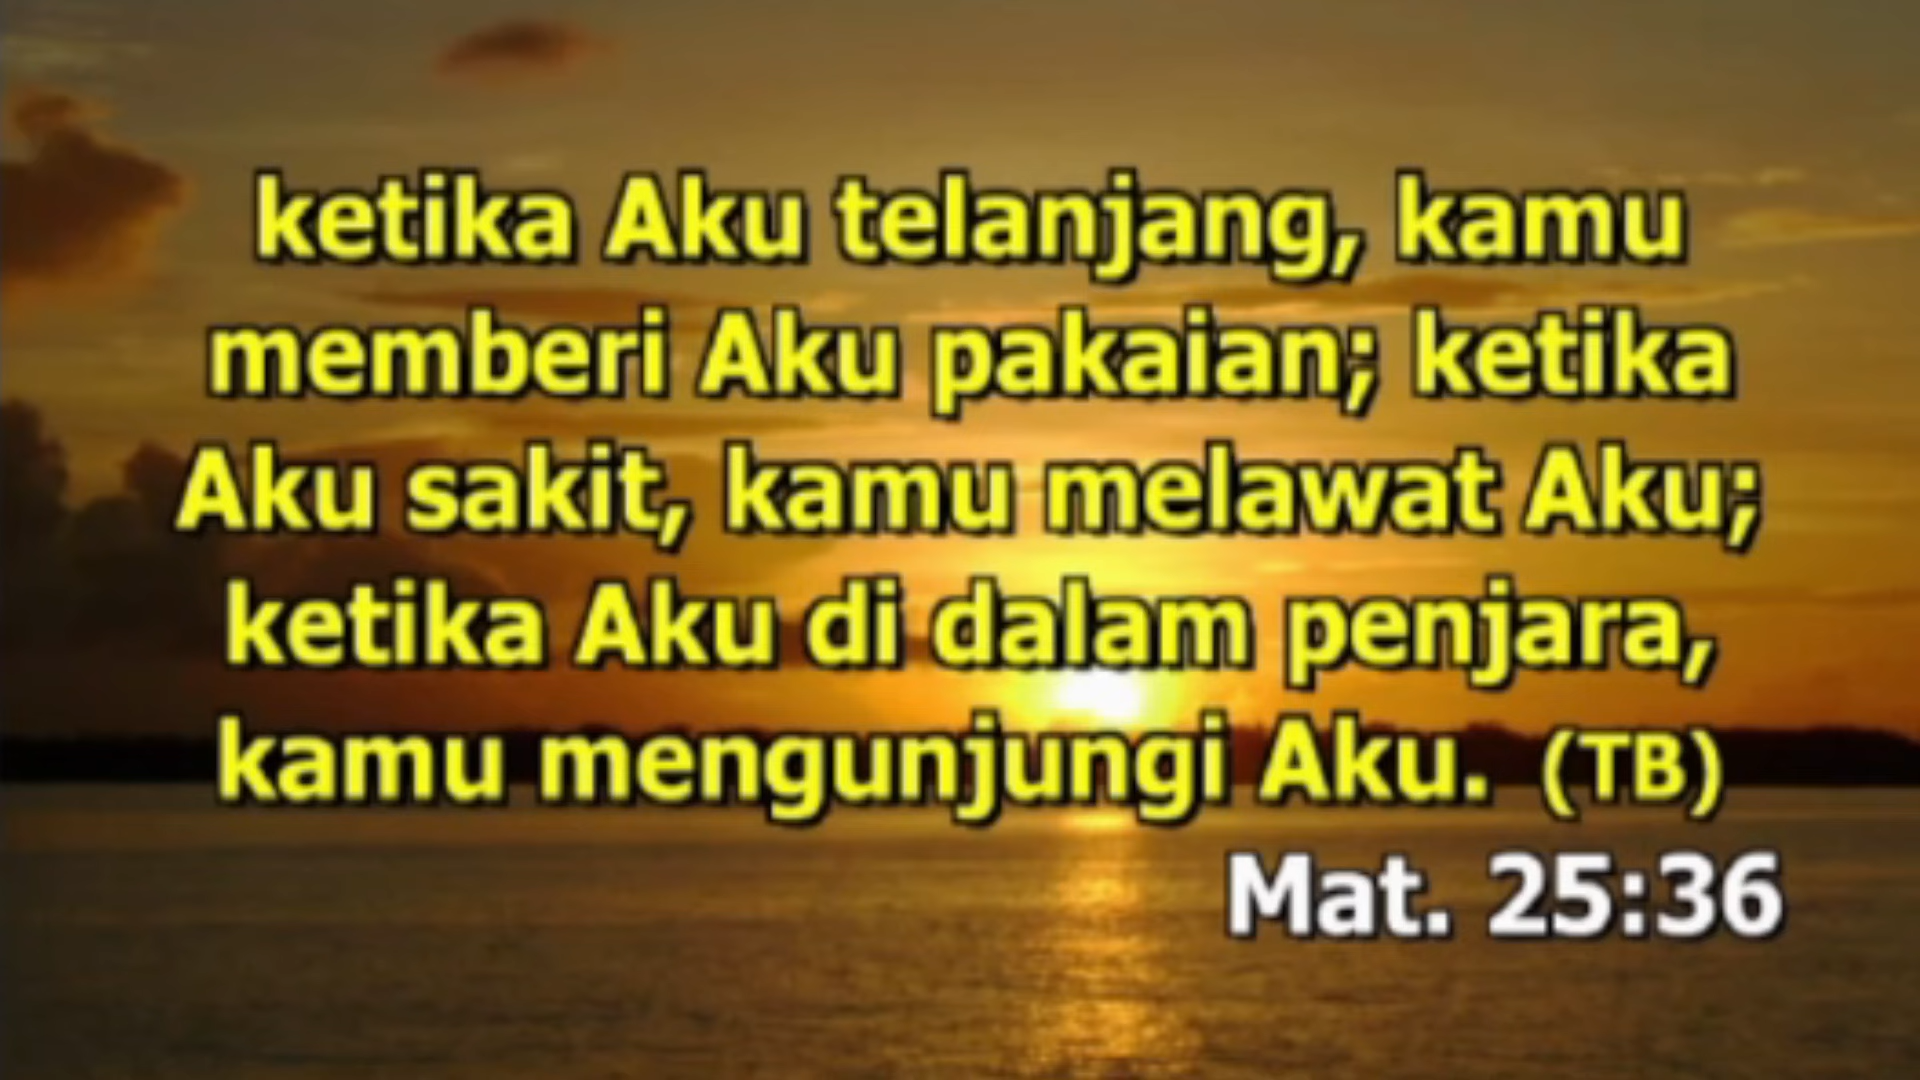 ketika Aku telanjang, kamu
memberi Aku pakaian; ketika
Aku sakit, kamu melawat Aku;
ketika Aku di dalam penjara,
kamu mengunjungi Aku. (TB)
Mat. 25:36